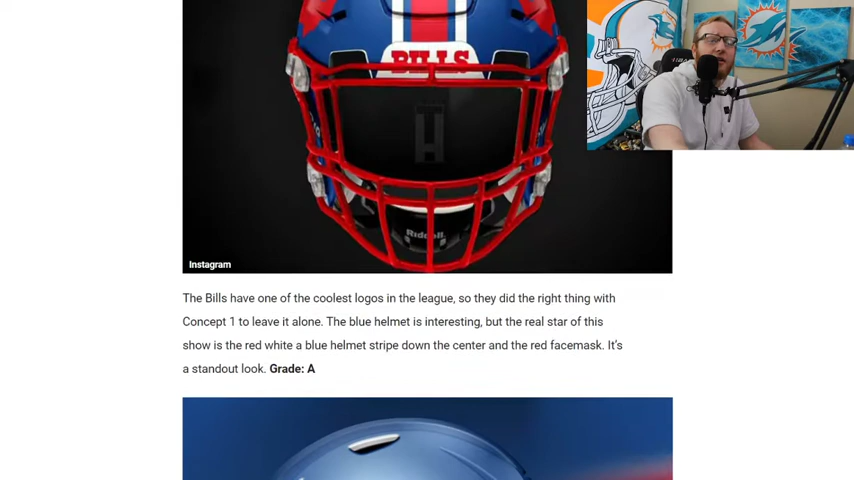 BILLS
Riddell
Instagram
The Bills have one of the coolest logos in the league, so they did the right thing with
Concept 1 to leave it alone. The blue helmet is interesting, but the real star of this
show is the red white a blue helmet stripe down the center and the red facemask. It's
a standout look. Grade: A